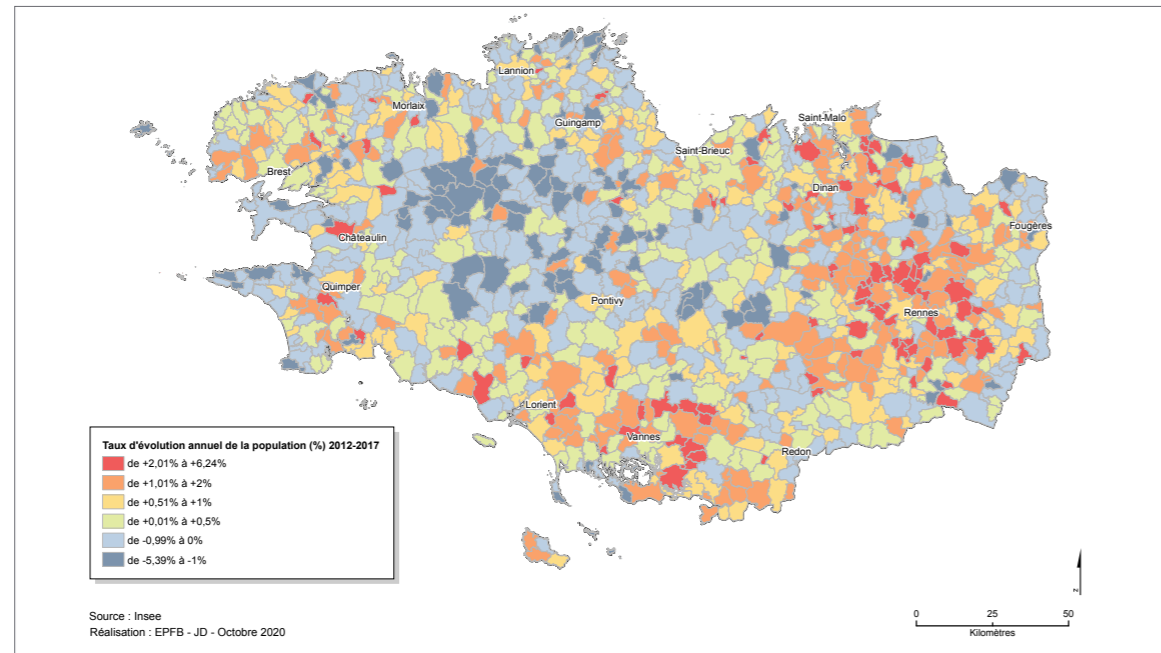 Lannion
Morlaix
Guingamp
Saint-Malo
Saint-Brieuc
Brest
Dinan
Fougères
Châteaulin
Quimper
Pontivy
Rennes
Lorient
Vannes
Redon
Taux d'évolution annuel de la population (%) 2012-2017
de +2,01% à +6,24%
de +1,01% à +2%
de +0,51% à +1%
de +0,01% à +0,5%
de -0,99% à 0%
de -5,39% à -1%
Source : Insee
Réalisation : EPFB - JD - Octobre 2020
z
0 25 50
Kilomètres